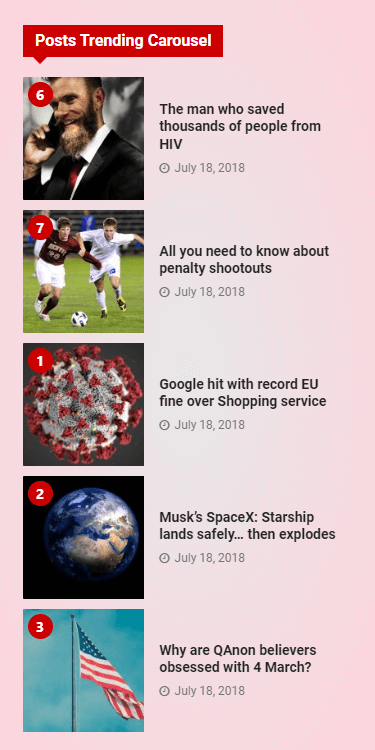 Posts Trending Carousel
6
The man who saved
thousands of people from
HIV
July 18, 2018
7
All you need to know about
penalty shootouts
July 18, 2018
1
Google hit with record EU
fine over Shopping service
July 18, 2018
2
Musk's SpaceX: Starship
lands safely… then explodes
July 18, 2018
3
Why are QAnon believers
obsessed with 4 March?
July 18, 2018